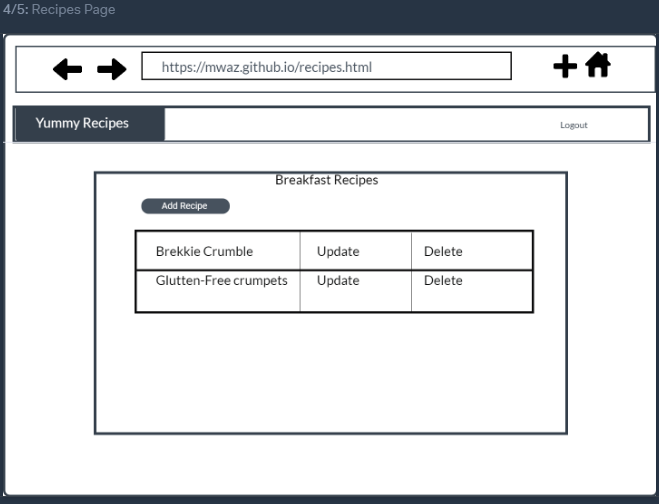 4/5: Recipes Page
https://mwaz.github.io/recipes.html
Yummy Recipes
Logout
Breakfast Recipes
Add Recipe
Brekkie Crumble Update Delete
Glutten-Free crumpets Update Delete